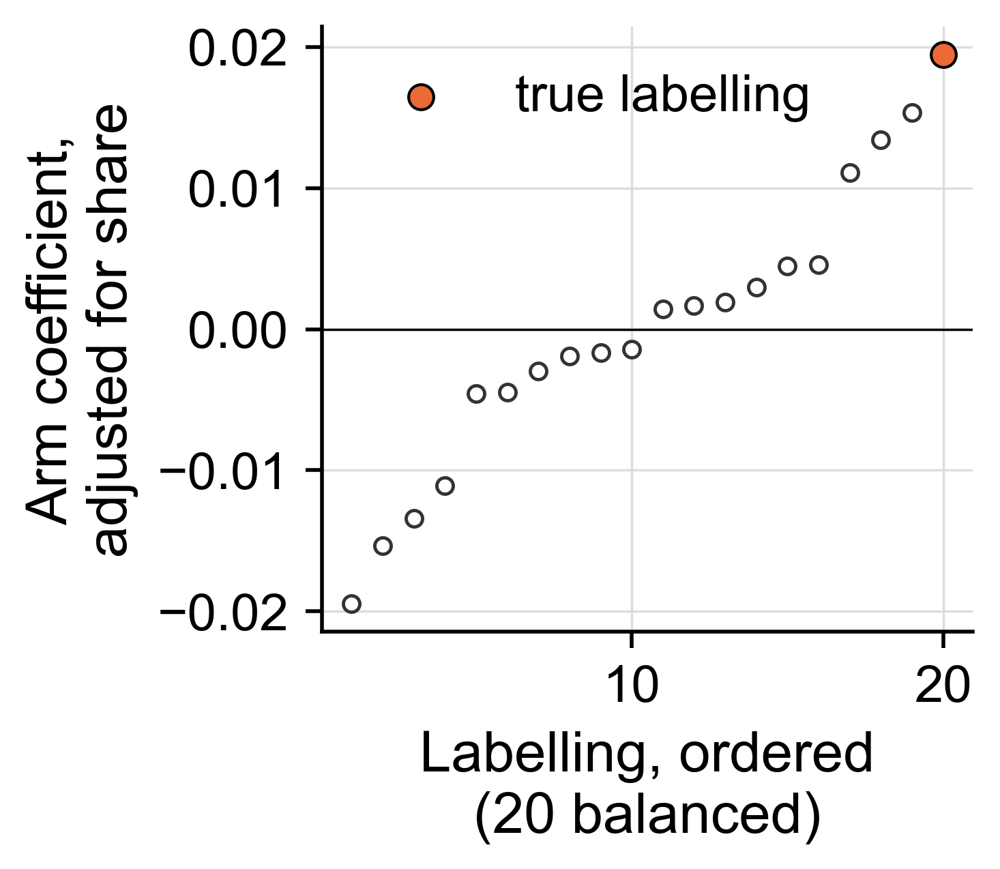 Arm coefficient,
adjusted for share
0.02
0.01
0.00
−0.01
−0.02
true labelling
10
20
Labelling, ordered
(20 balanced)